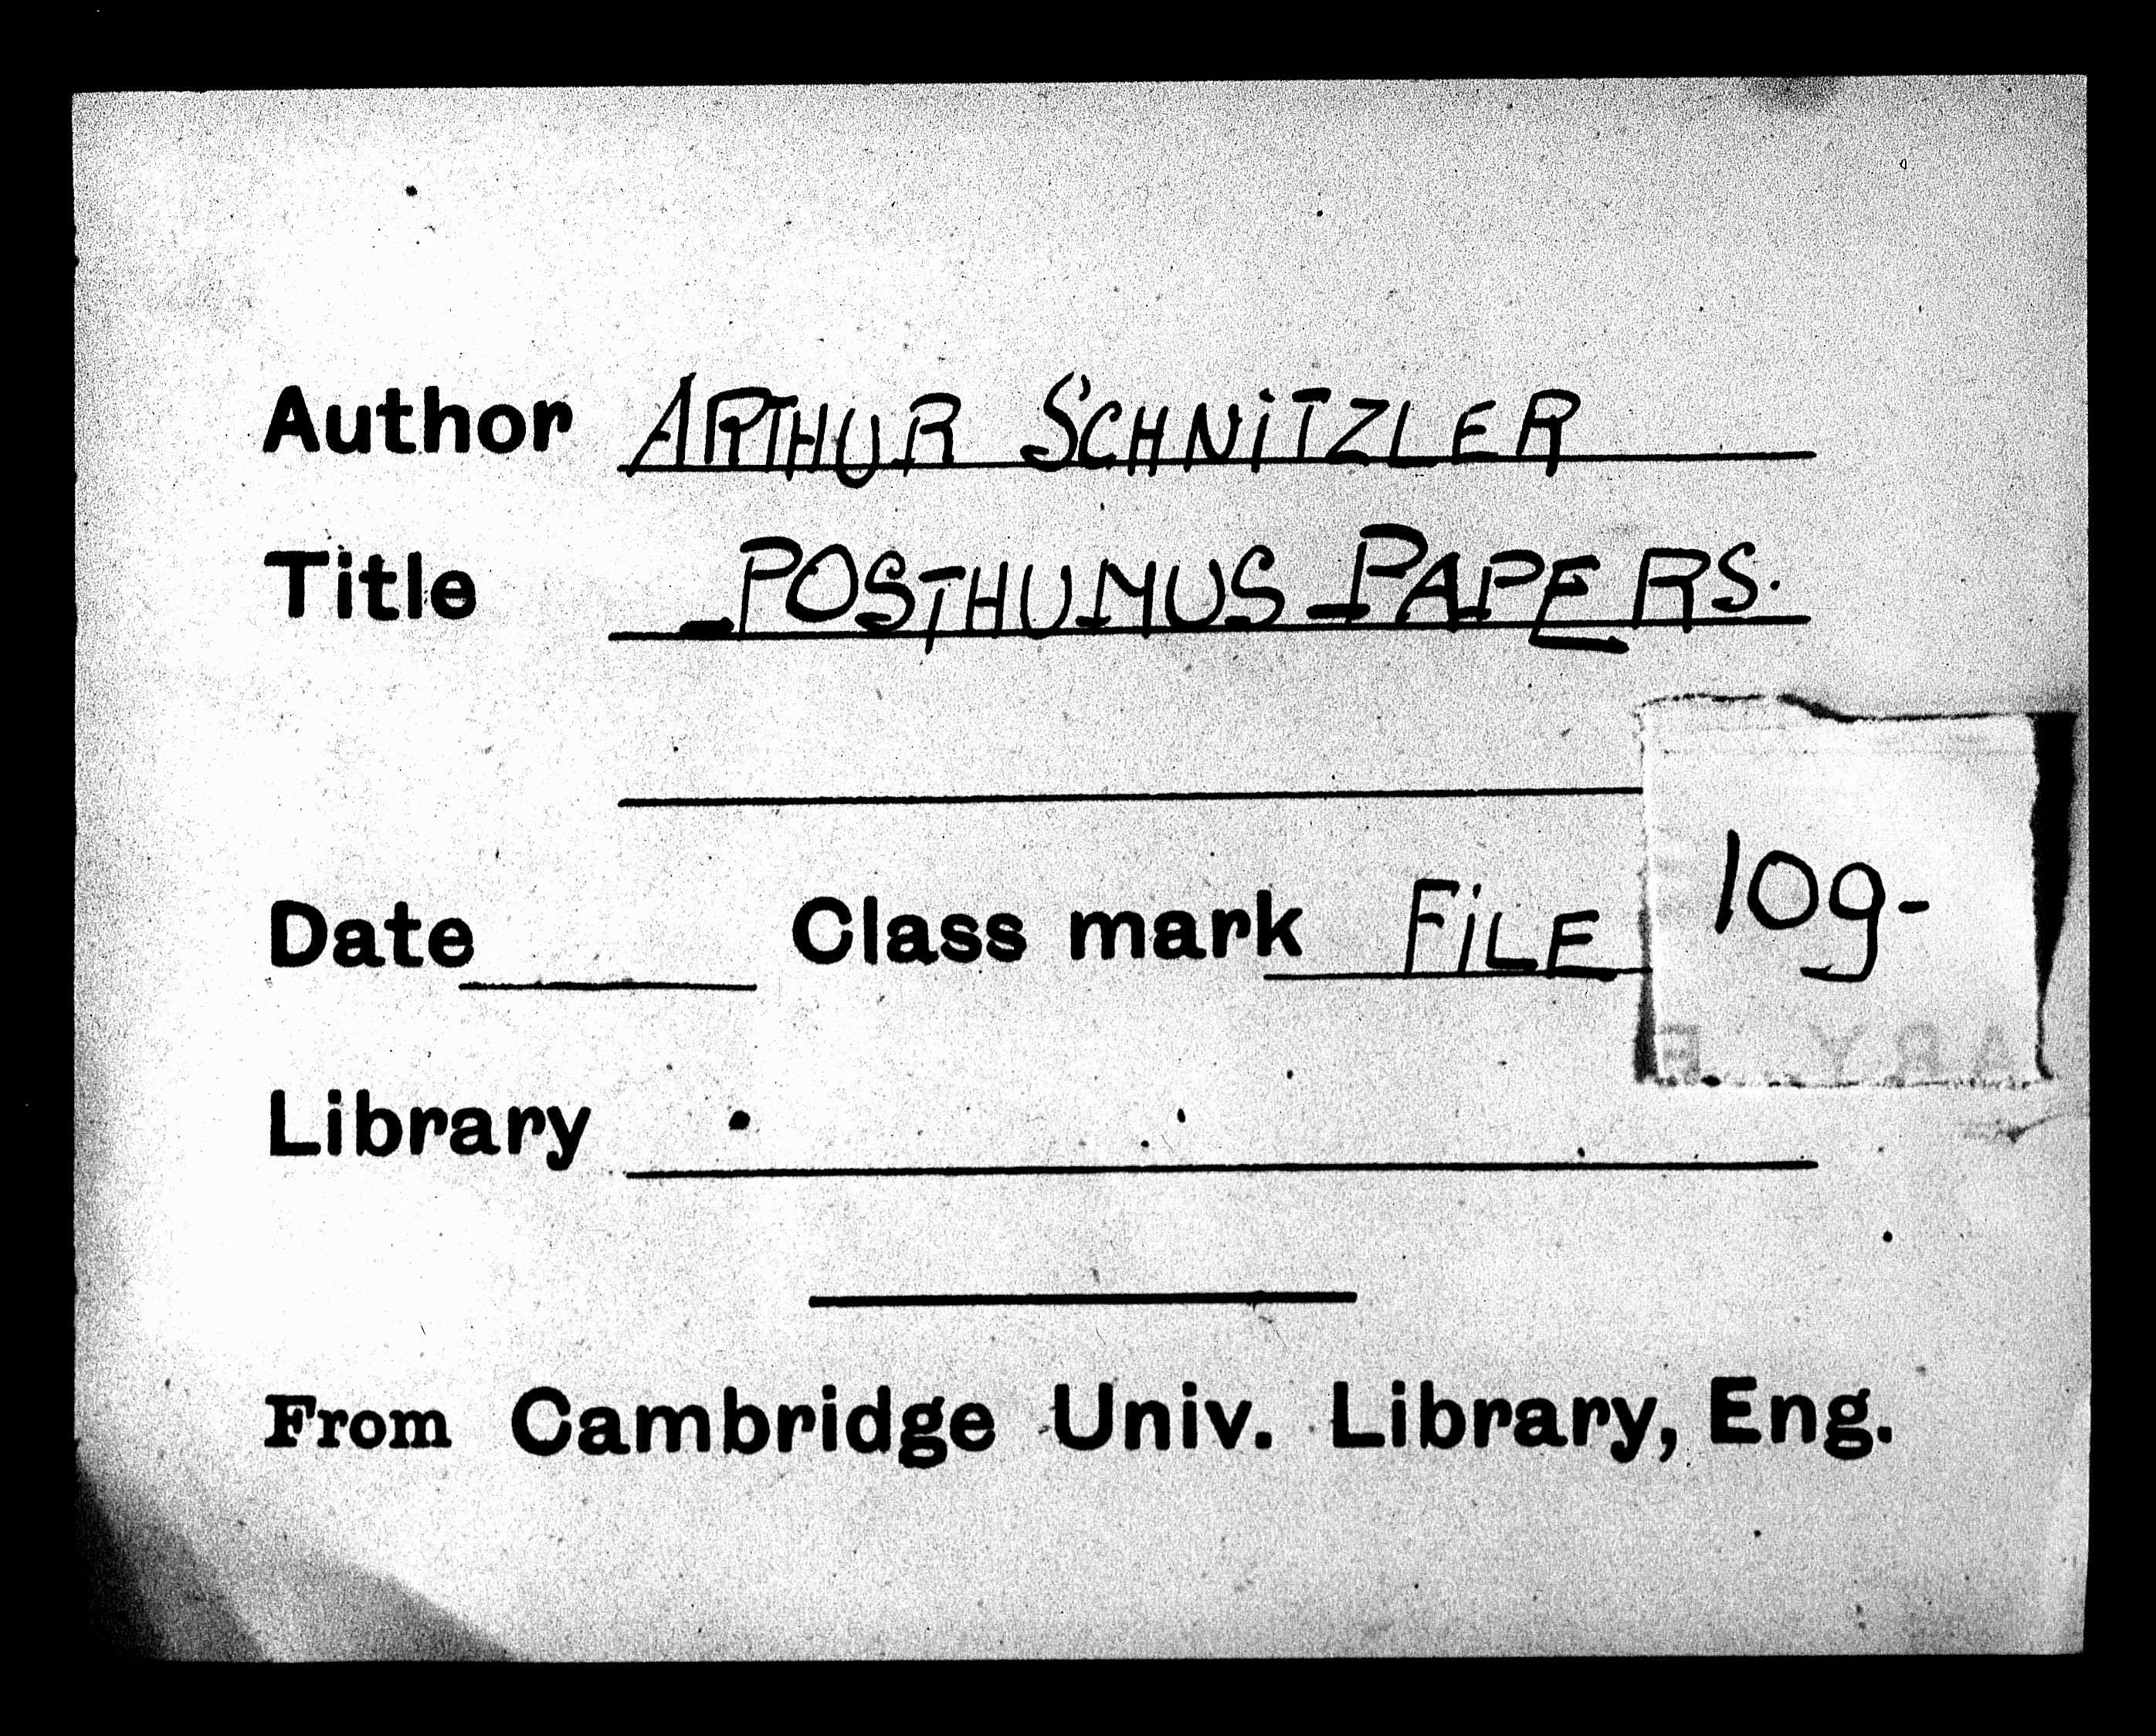 Author ARTHUR SCHNiTZLER
Title POSTHUMUS PAPERS.
Date Class mark FiLE 109-
Library
From Cambridge Univ. Library, Eng.